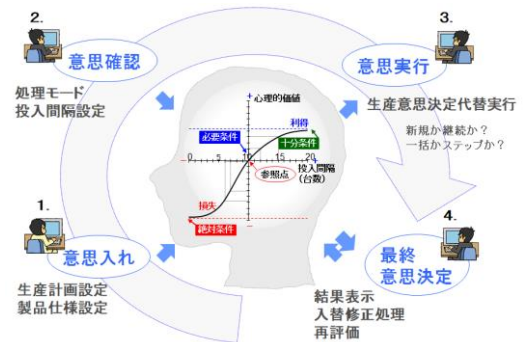 2.
意思確認
処理モード
投入間隔設定
3.
意思実行
生産意思決定代替実行
新規か継続か？
一括かステップか？
+
心理的価値
利得
必要条件
十分条件
-
0
5
10
15
20
+
投入間隔
(台数)
参照点
損失
絶対条件
-
1.
意思入れ
生産計画設定
製品仕様設定
4.
最終
意思決定
結果表示
入替修正処理
再評価